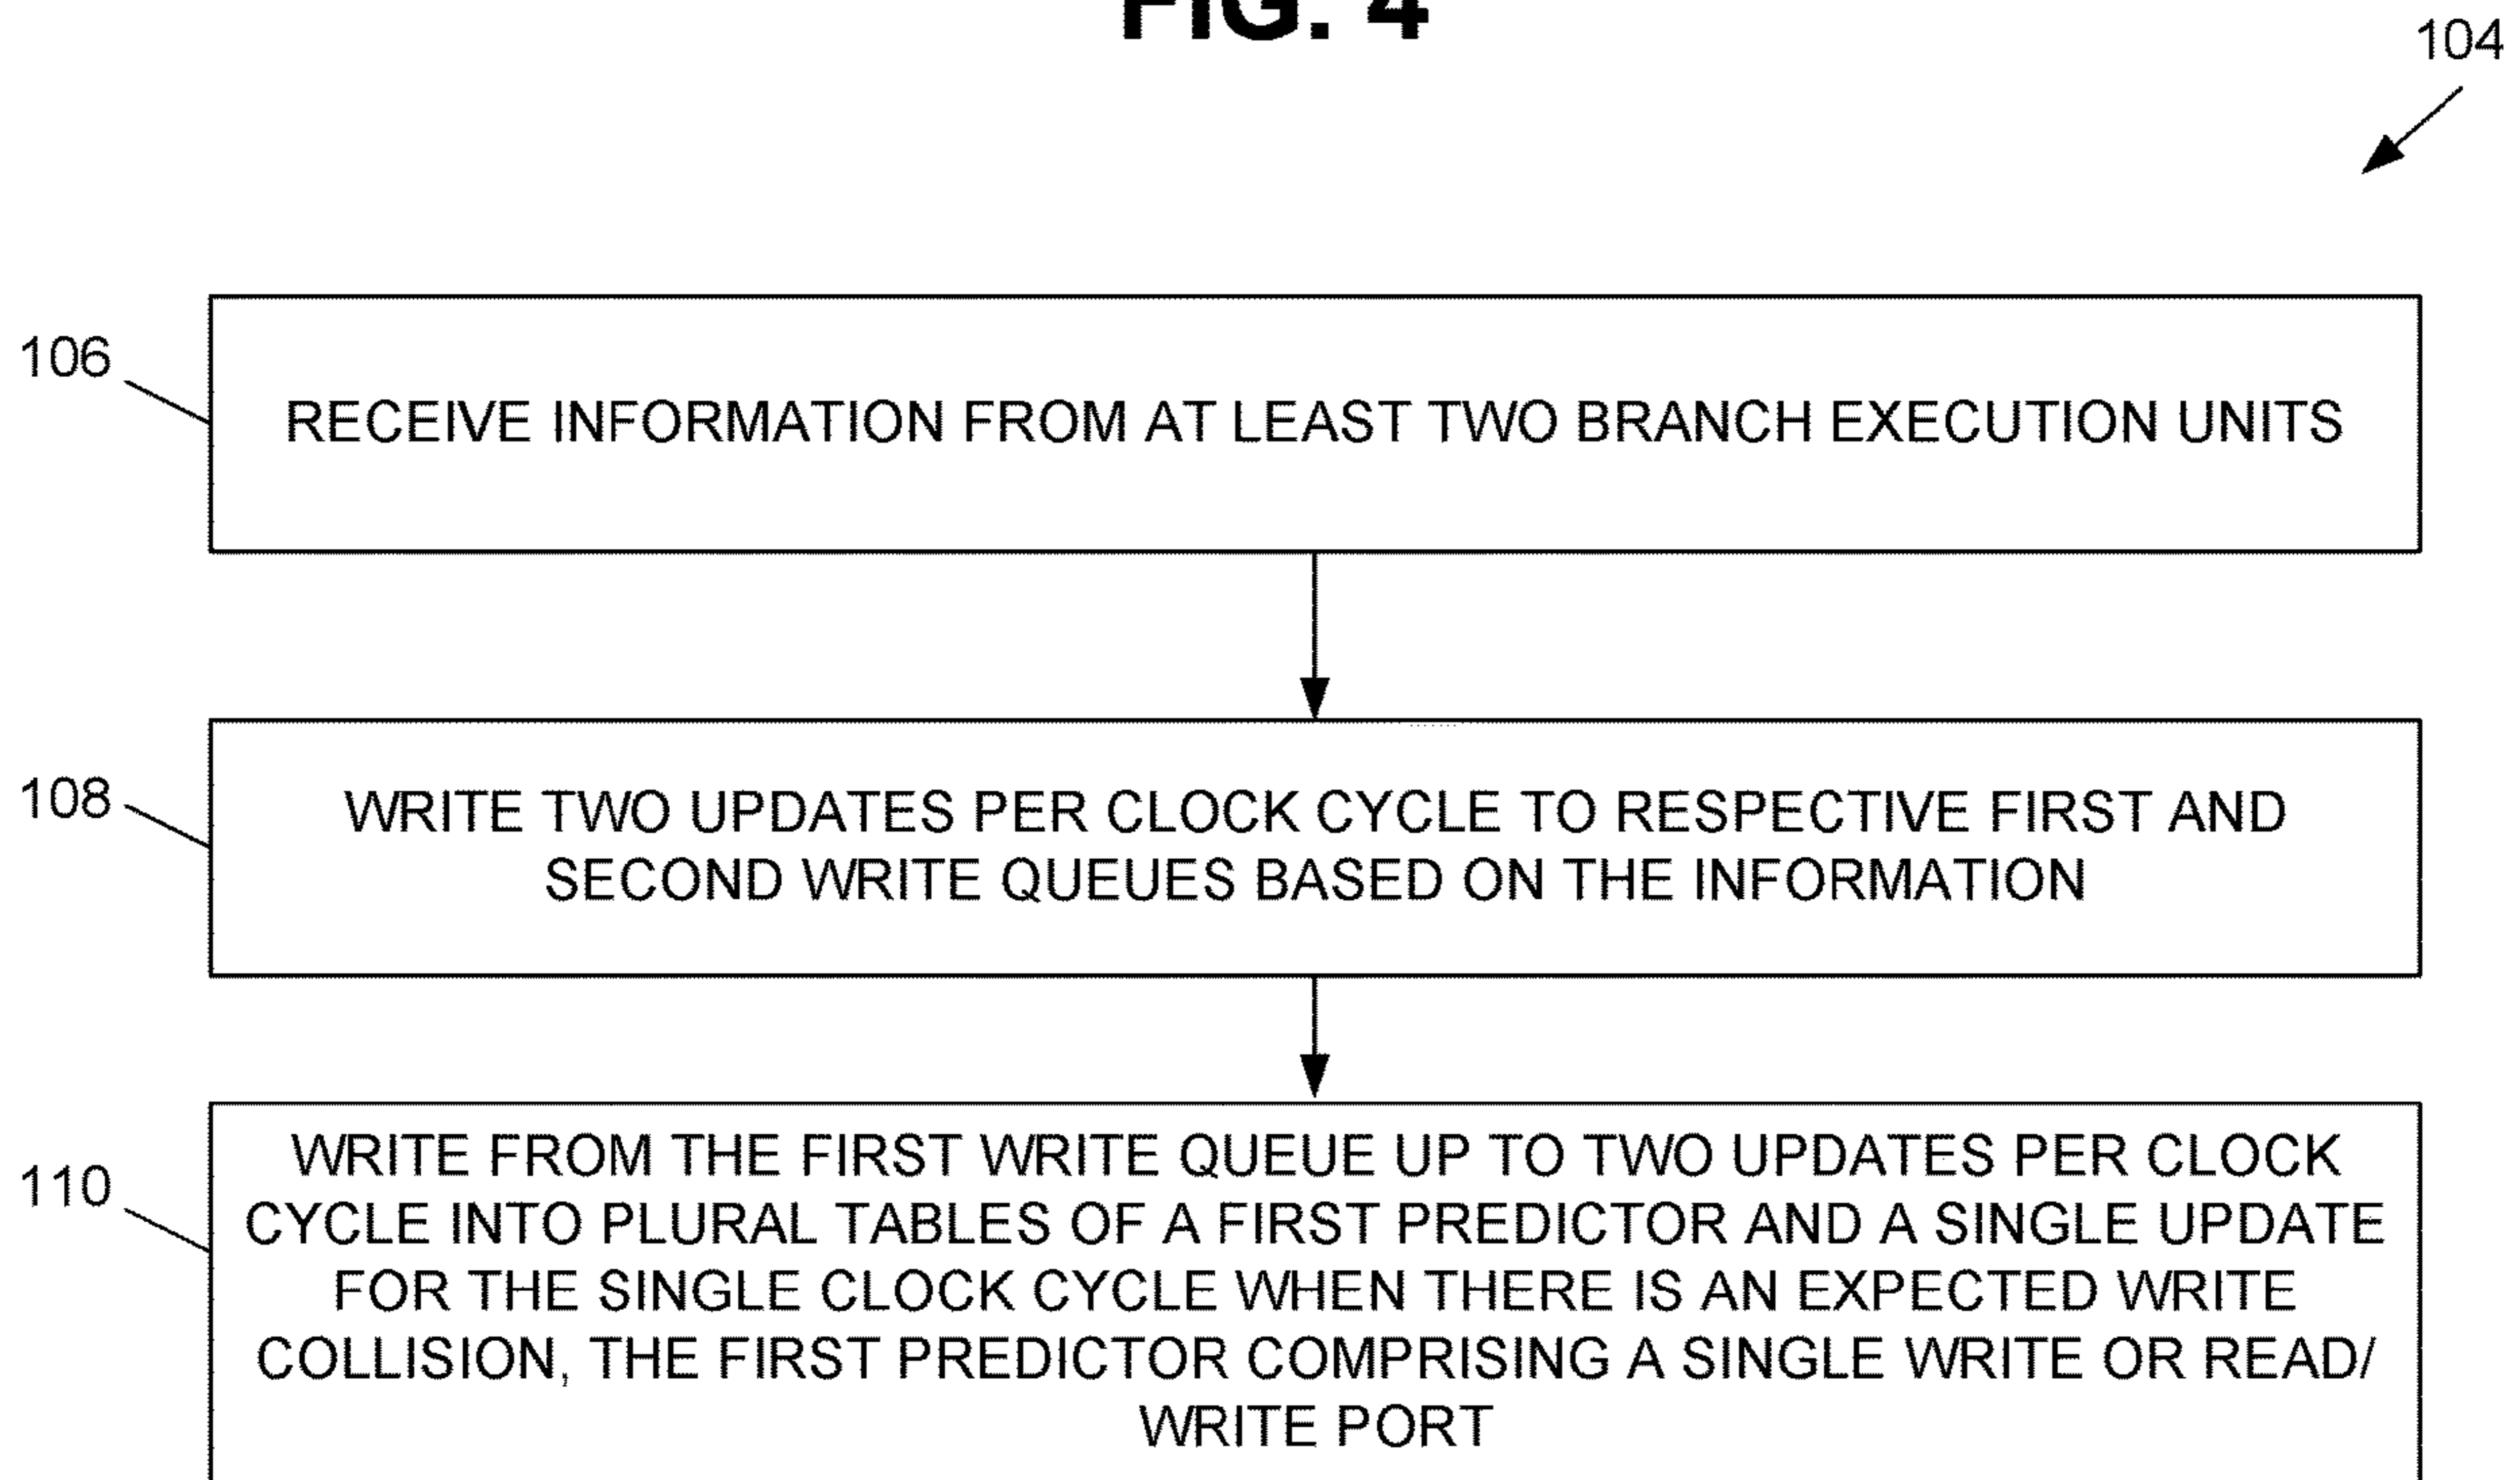 FIG. 4
104
106
RECEIVE INFORMATION FROM AT LEAST TWO BRANCH EXECUTION UNITS
108
WRITE TWO UPDATES PER CLOCK CYCLE TO RESPECTIVE FIRST AND
SECOND WRITE QUEUES BASED ON THE INFORMATION
110
WRITE FROM THE FIRST WRITE QUEUE UP TO TWO UPDATES PER CLOCK
CYCLE INTO PLURAL TABLES OF A FIRST PREDICTOR AND A SINGLE UPDATE
FOR THE SINGLE CLOCK CYCLE WHEN THERE IS AN EXPECTED WRITE
COLLISION, THE FIRST PREDICTOR COMPRISING A SINGLE WRITE OR READ/
WRITE PORT